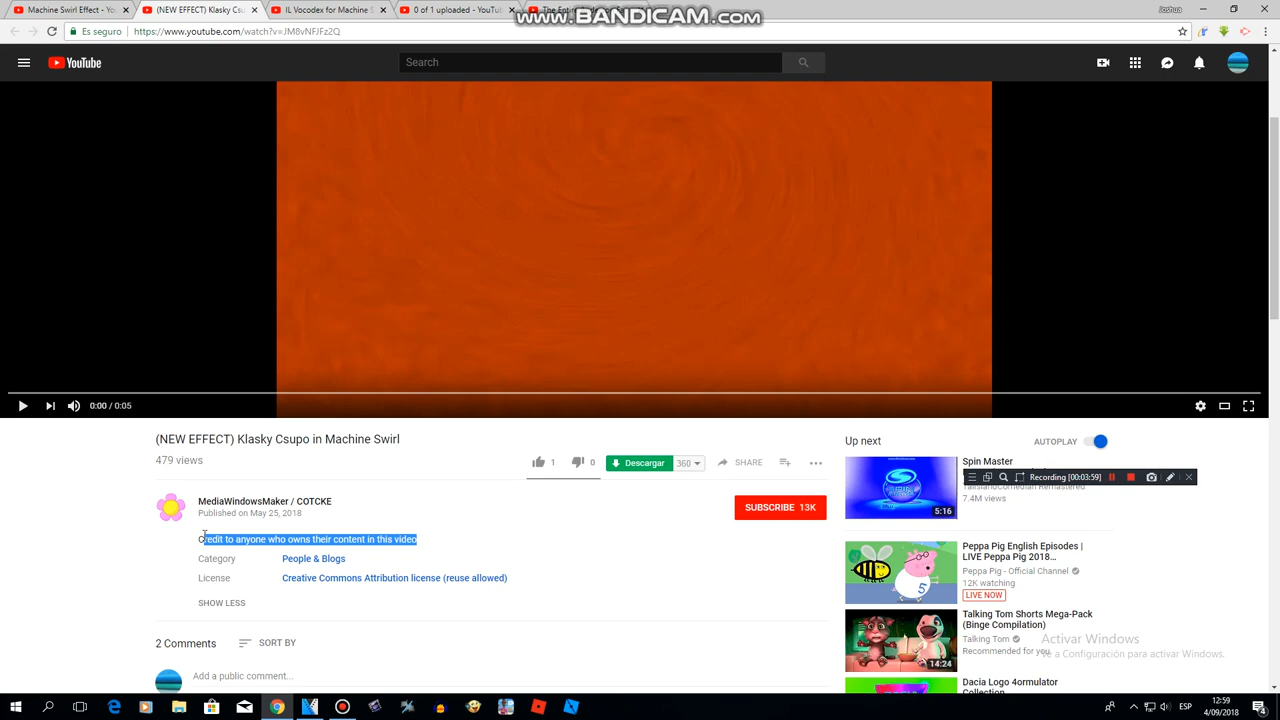 Machine Swirl Effect - Yo
(NEW EFFECT) Klasky Csu
IL Vocodex for Machine S
0 of 1 uploaded - YouTu
The Enti
www.BANDICAM.com
Joshua
Es seguro
https://www.youtube.com/watch?v=JM8vNFJFz2Q
YouTube
Search
0:00 / 0:05
(NEW EFFECT) Klasky Csupo in Machine Swirl
479 views
1
0
Descargar
360
SHARE
MediaWindowsMaker / COTCKE
Published on May 25, 2018
SUBSCRIBE 13K
Credit to anyone who owns their content in this video
Category
People & Blogs
License
Creative Commons Attribution license (reuse allowed)
SHOW LESS
2 Comments
SORT BY
Add a public comment...
Up next
AUTOPLAY
Spin Master
Recording [00:03:59]
7.4M views
5:16
Peppa Pig English Episodes |
LIVE Peppa Pig 2018...
Peppa Pig - Official Channel
12K watching
LIVE NOW
5
Talking Tom Shorts Mega-Pack
(Binge Compilation)
Talking Tom
Recommended for you
14:24
Dacia Logo 4ormulator
Collection
Activar Windows
Ve a Configuración para activar Windows.
ESP
12:59
4/09/2018
4